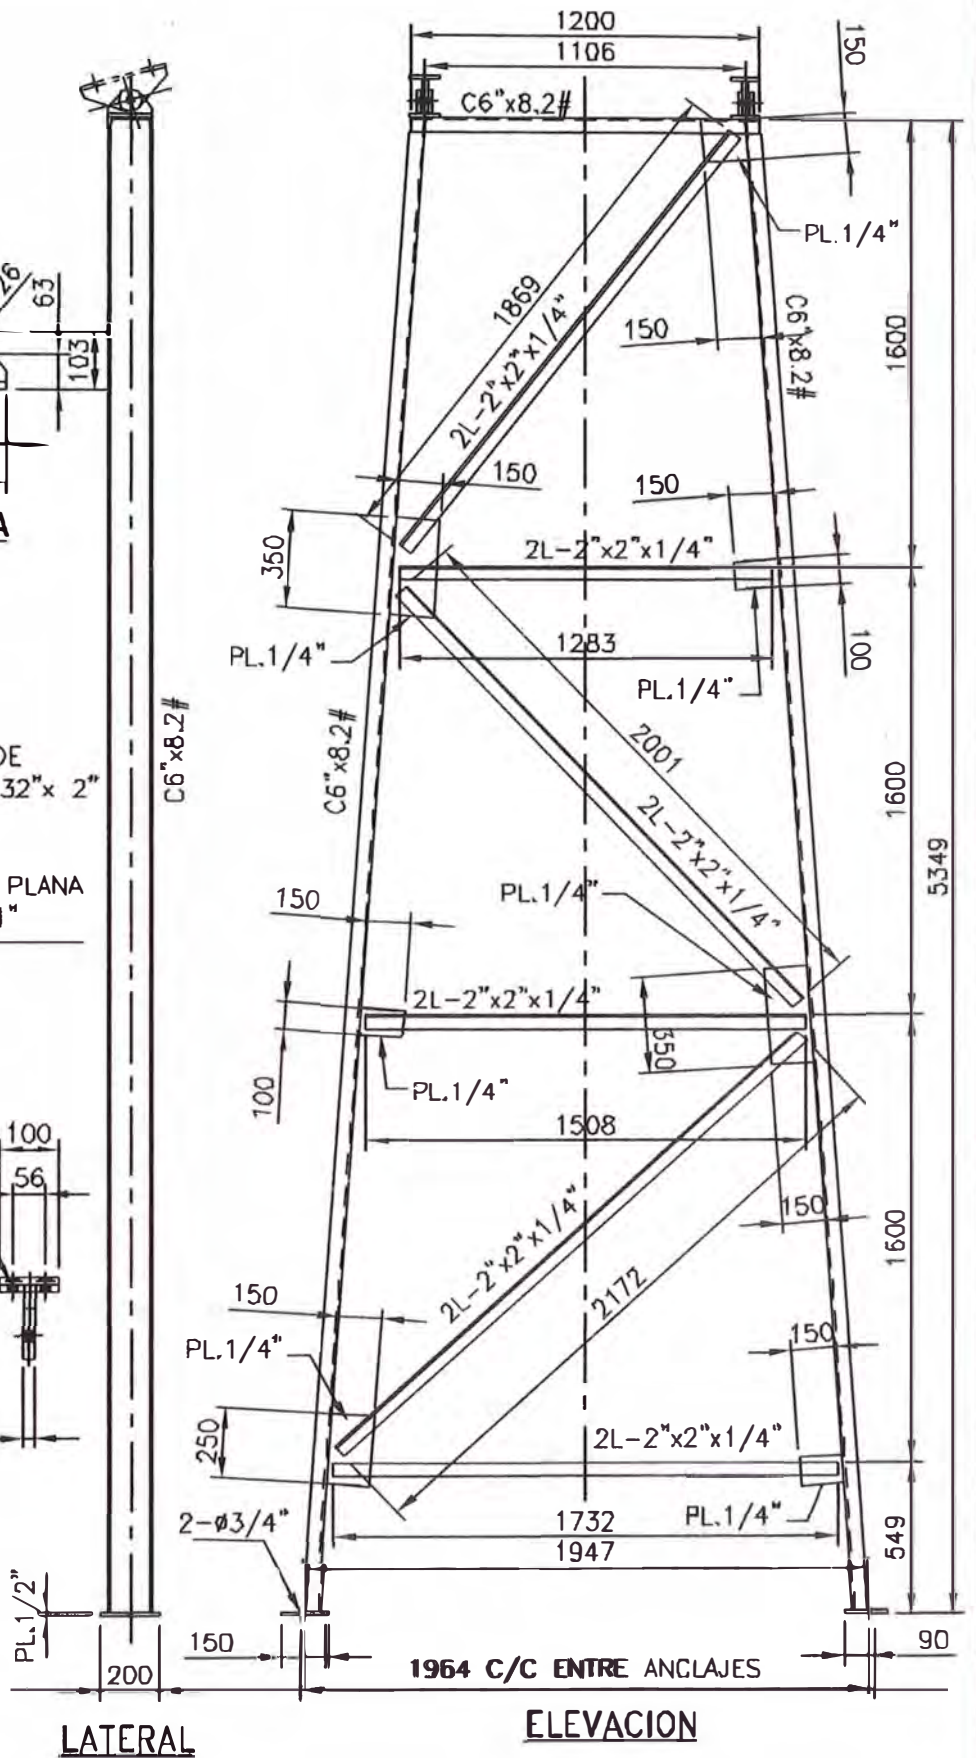 1200
1106
150
C6"x8.2#
PL.1/4"
26
63
103
1869
2L-2"x2"x1/4"
150
C6"x8.2#
1600
150
150
A
350
2L-2"x2"x1/4"
PL.1/4"
1283
PL.1/4"
100
C6"x8.2#
C6"x8.2#
2001
2L-2"x2"x1/4"
1600
5349
DE
32"x 2"
PLANA
150
PL.1/4"
2L-2"x2"x1/4"
350
100
PL.1/4"
1508
100
56
150
2L-2"x2"x1/4"
2172
1600
150
PL.1/4"
150
250
2L-2"x2"x1/4"
2-ø3/4"
1732
PL.1/4"
1947
549
PL.1/2"
150
90
200
1964 C/C ENTRE ANCLAJES
LATERAL
ELEVACION